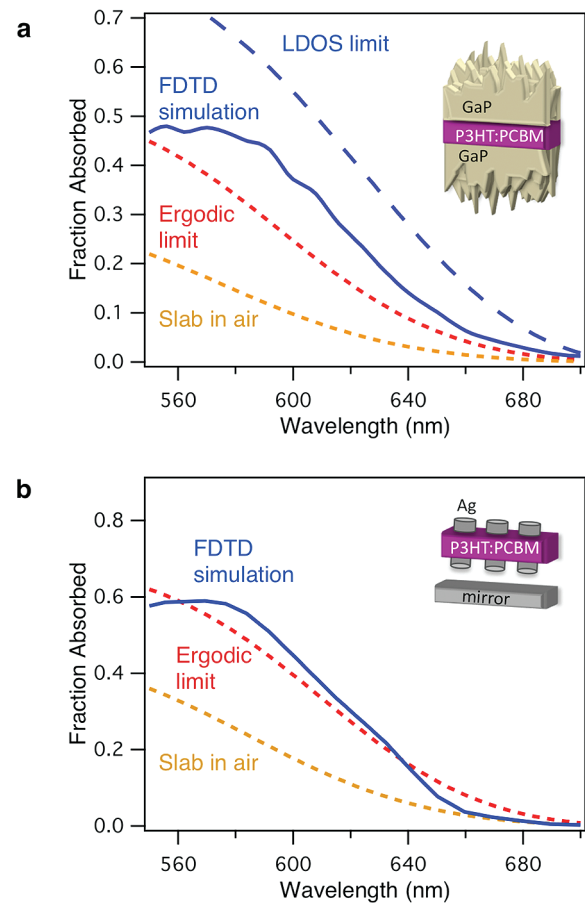 a
0.7
0.6
0.5
0.4
0.3
0.2
0.1
0.0
Fraction Absorbed
LDOS limit
FDTD
simulation
Ergodic
limit
Slab in air
GaP
P3HT:PCBM
GaP
560
600
640
680
Wavelength (nm)
b
0.8
0.6
0.4
0.2
0.0
Fraction Absorbed
FDTD
simulation
Ergodic
limit
Slab in air
Ag
P3HT:PCBM
mirror
560
600
640
680
Wavelength (nm)